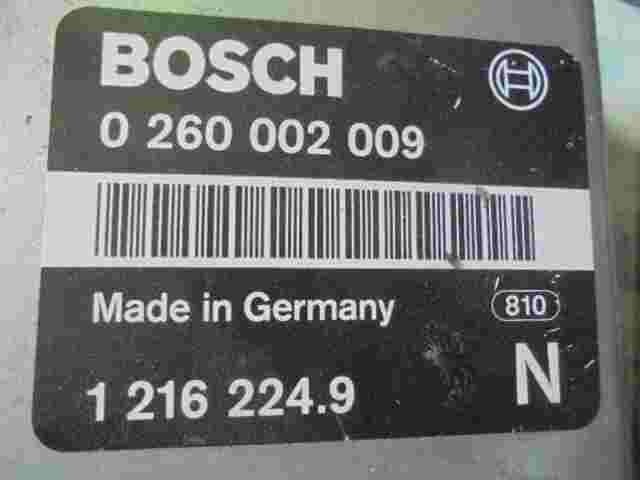 BOSCH
0 260 002 009
Made in Germany 810
1 216 224.9 N